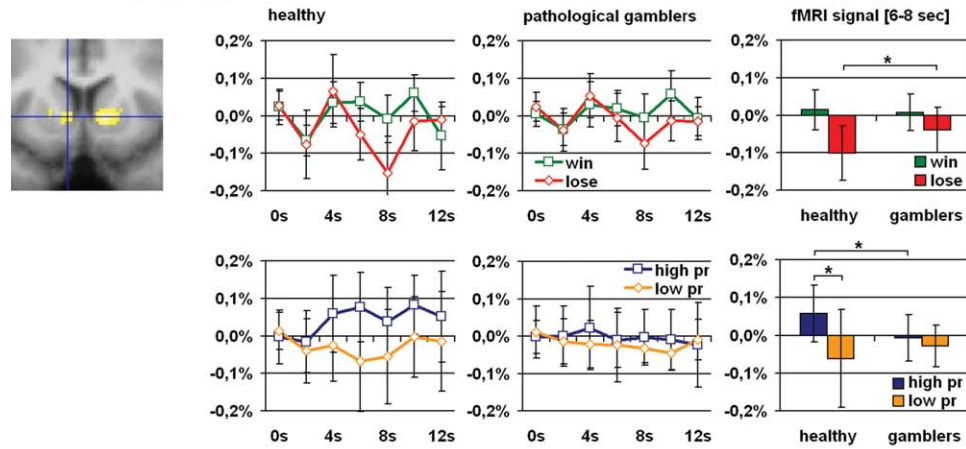 healthy
pathological gamblers
fMRI signal [6-8 sec]
0,2%
0,1%
0,0%
-0,1%
-0,2%
0s 4s 8s 12s
0,2%
0,1%
0,0%
-0,1%
-0,2%
win
lose
0s 4s 8s 12s
0,2%
0,1%
0,0%
-0,1%
-0,2%
*
win
lose
healthy gamblers
0,2%
0,1%
0,0%
-0,1%
-0,2%
0s 4s 8s 12s
0,2%
0,1%
0,0%
-0,1%
-0,2%
high pr
low pr
0s 4s 8s 12s
0,2%
0,1%
0,0%
-0,1%
-0,2%
*
*
high pr
low pr
healthy gamblers